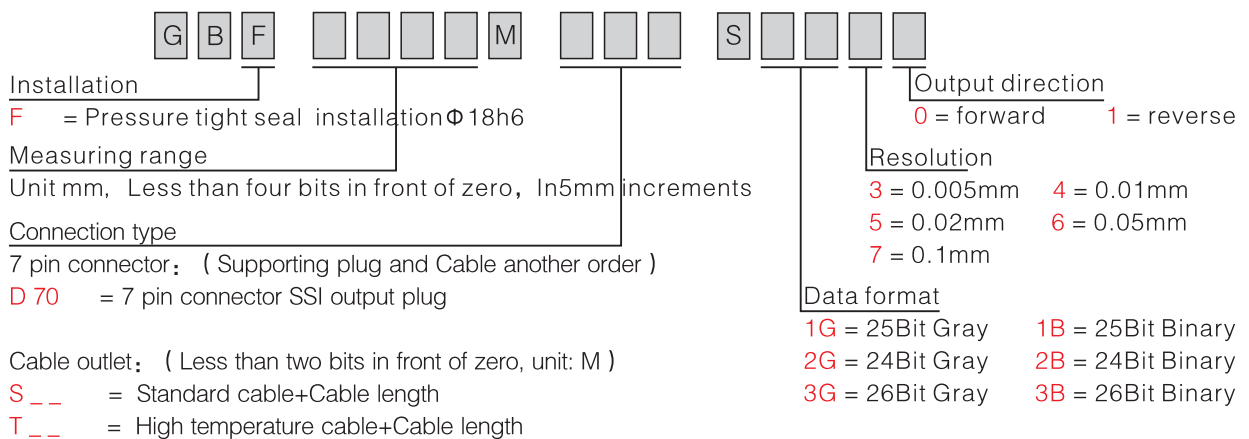 G B F M S
Installation
F = Pressure tight seal installationΦ18h6
Measuring range
Unit mm, Less than four bits in front of zero, In5mm increments
Connection type
7 pin connector: ( Supporting plug and Cable another order )
D 70 = 7 pin connector SSI output plug
Cable outlet: ( Less than two bits in front of zero, unit: M )
S _ _ = Standard cable+Cable length
T _ _ = High temperature cable+Cable length
Output direction
0 = forward 1 = reverse
Resolution
3 = 0.005mm 4 = 0.01mm
5 = 0.02mm 6 = 0.05mm
7 = 0.1mm
Data format
1G = 25Bit Gray 1B = 25Bit Binary
2G = 24Bit Gray 2B = 24Bit Binary
3G = 26Bit Gray 3B = 26Bit Binary